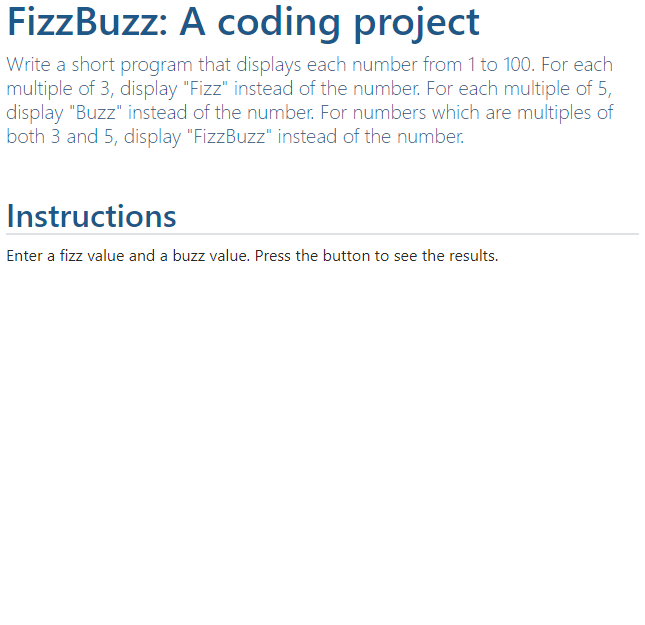 FizzBuzz: A coding project
Write a short program that displays each number from 1 to 100. For each
multiple of 3, display "Fizz" instead of the number. For each multiple of 5,
display "Buzz" instead of the number. For numbers which are multiples of
both 3 and 5, display "FizzBuzz" instead of the number.
Instructions
Enter a fizz value and a buzz value. Press the button to see the results.